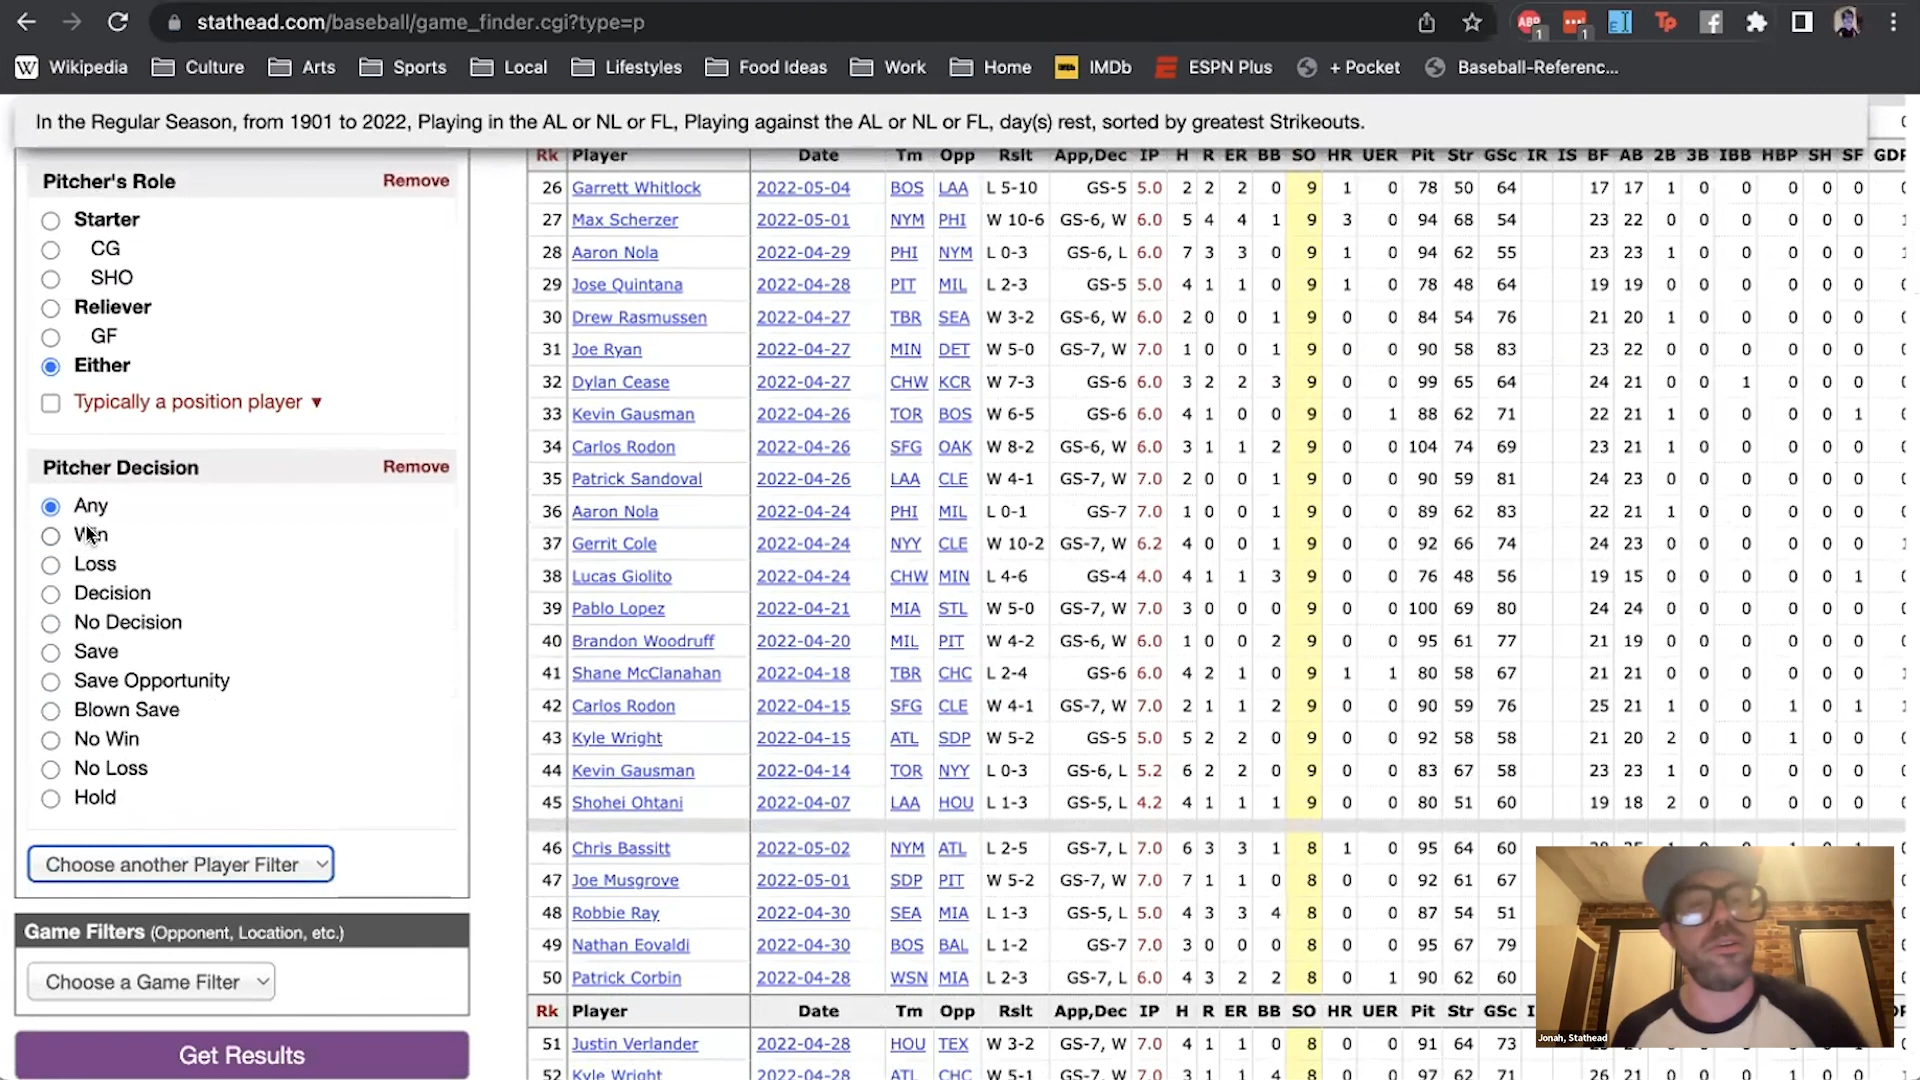 stathead.com/baseball/game_finder.cgi?type=p
Wikipedia Culture Arts Sports Local Lifestyles Food Ideas Work Home IMDb ESPN Plus + Pocket Baseball-Referenc...
In the Regular Season, from 1901 to 2022, Playing in the AL or NL or FL, Playing against the AL or NL or FL, day(s) rest, sorted by greatest Strikeouts.
Pitcher's Role Remove
Starter
CG
SHO
Reliever
GF
Either
Typically a position player ▼
Pitcher Decision Remove
Any
Win
Loss
Decision
No Decision
Save
Save Opportunity
Blown Save
No Win
No Loss
Hold
Choose another Player Filter
Game Filters (Opponent, Location, etc.)
Choose a Game Filter
Get Results
Rk Player Date Tm Opp Rslt App,Dec IP H R ER BB SO HR UER Pit Str GSc IR IS BF AB 2B 3B IBB HBP SH SF GDP
26 Garrett Whitlock 2022-05-04 BOS LAA L 5-10 GS-5 5.0 2 2 2 0 9 1 0 78 50 64 17 17 1 0 0 0 0 0
27 Max Scherzer 2022-05-01 NYM PHI W 10-6 GS-6, W 6.0 5 4 4 1 9 3 0 94 68 54 23 22 0 0 0 0 0 0
28 Aaron Nola 2022-04-29 PHI NYM L 0-3 GS-6, L 6.0 7 3 3 0 9 1 0 94 62 55 23 23 1 0 0 0 0 0
29 Jose Quintana 2022-04-28 PIT MIL L 2-3 GS-5 5.0 4 1 1 0 9 1 0 78 48 64 19 19 0 0 0 0 0 0
30 Drew Rasmussen 2022-04-27 TBR SEA W 3-2 GS-6, W 6.0 2 0 0 1 9 0 0 84 54 76 21 20 1 0 0 0 0 0
31 Joe Ryan 2022-04-27 MIN DET W 5-0 GS-7, W 7.0 1 0 0 1 9 0 0 90 58 83 23 22 0 0 0 0 0 0
32 Dylan Cease 2022-04-27 CHW KCR W 7-3 GS-6 6.0 3 2 2 3 9 0 0 99 65 64 24 21 0 0 1 0 0 0
33 Kevin Gausman 2022-04-26 TOR BOS W 6-5 GS-6 6.0 4 1 0 0 9 0 1 88 62 71 22 21 1 0 0 0 0 1
34 Carlos Rodon 2022-04-26 SFG OAK W 8-2 GS-6, W 6.0 3 1 1 2 9 0 0 104 74 69 23 21 1 0 0 0 0 0
35 Patrick Sandoval 2022-04-26 LAA CLE W 4-1 GS-7, W 7.0 2 0 0 1 9 0 0 90 59 81 24 23 0 0 0 0 0 0
36 Aaron Nola 2022-04-24 PHI MIL L 0-1 GS-7 7.0 1 0 0 1 9 0 0 89 62 83 22 21 1 0 0 0 0 0
37 Gerrit Cole 2022-04-24 NYY CLE W 10-2 GS-7, W 6.2 4 0 0 1 9 0 0 92 66 74 24 23 0 0 0 0 0 0
38 Lucas Giolito 2022-04-24 CHW MIN L 4-6 GS-4 4.0 4 1 1 3 9 0 0 76 48 56 19 15 0 0 0 0 0 1
39 Pablo Lopez 2022-04-21 MIA STL W 5-0 GS-7, W 7.0 3 0 0 0 9 0 0 100 69 80 24 24 1 0 0 0 0 0
40 Brandon Woodruff 2022-04-20 MIL PIT W 4-2 GS-6, W 6.0 1 0 0 2 9 0 0 95 61 77 21 19 0 0 0 0 0 0
41 Shane McClanahan 2022-04-18 TBR CHC L 2-4 GS-6 6.0 4 2 1 0 9 1 1 80 58 67 21 21 0 0 0 0 0 0
42 Carlos Rodon 2022-04-15 SFG CLE W 4-1 GS-7, W 7.0 2 1 1 2 9 0 0 90 59 76 25 21 1 0 0 1 0 1
43 Kyle Wright 2022-04-15 ATL SDP W 5-2 GS-5 5.0 5 2 2 0 9 0 0 92 58 58 21 20 2 0 0 1 0 0
44 Kevin Gausman 2022-04-14 TOR NYY L 0-3 GS-6, L 5.2 6 2 2 0 9 0 0 83 67 58 23 23 1 0 0 0 0 0
45 Shohei Ohtani 2022-04-07 LAA HOU L 1-3 GS-5, L 4.2 4 1 1 1 9 0 0 80 51 60 19 18 2 0 0 0 0 0
46 Chris Bassitt 2022-05-02 NYM ATL L 2-5 GS-7, L 7.0 6 3 3 1 8 1 0 95 64 60
47 Joe Musgrove 2022-05-01 SDP PIT W 5-2 GS-7, W 7.0 7 1 1 0 8 0 0 92 61 67
48 Robbie Ray 2022-04-30 SEA MIA L 1-3 GS-5, L 5.0 4 3 3 4 8 0 0 87 54 51
49 Nathan Eovaldi 2022-04-30 BOS BAL L 1-2 GS-7 7.0 3 0 0 0 8 0 0 95 67 79
50 Patrick Corbin 2022-04-28 WSN MIA L 2-3 GS-7, L 6.0 4 3 2 2 8 0 1 90 62 60
Rk Player Date Tm Opp Rslt App,Dec IP H R ER BB SO HR UER Pit Str GSc
51 Justin Verlander 2022-04-28 HOU TEX W 3-2 GS-7, W 7.0 4 1 1 0 8 0 0 91 64 73
52 Kyle Wright 2022-04-28 ATL CHC W 5-1 GS-7, W 7.0 3 1 1 4 8 0 0 97 62 71 26 21 0 0 0 1 0 0
Jonah, Stathead